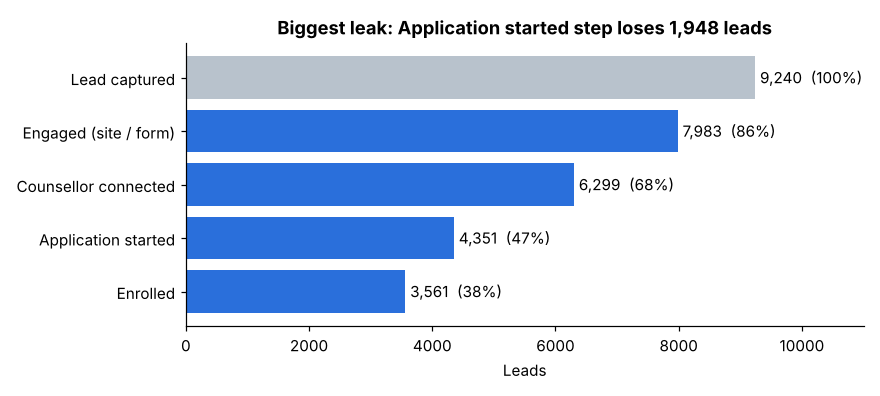 Biggest leak: Application started step loses 1,948 leads
Lead captured 9,240 (100%)
Engaged (site / form) 7,983 (86%)
Counsellor connected 6,299 (68%)
Application started 4,351 (47%)
Enrolled 3,561 (38%)
0 2000 4000 6000 8000 10000
Leads